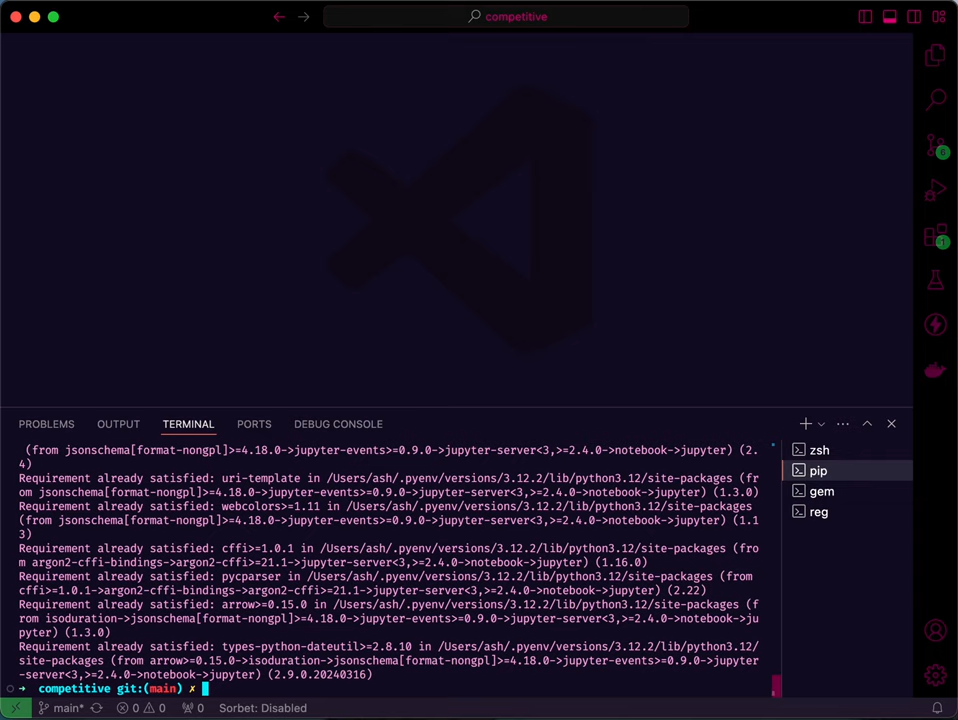 competitive
6
1
PROBLEMS OUTPUT TERMINAL PORTS DEBUG CONSOLE
(from jsonschema[format-nongpl]>=4.18.0->jupyter-events>=0.9.0->jupyter-server<3,>=2.4.0->notebook->jupyter) (2.
4)
Requirement already satisfied: uri-template in /Users/ash/.pyenv/versions/3.12.2/lib/python3.12/site-packages (fr
om jsonschema[format-nongpl]>=4.18.0->jupyter-events>=0.9.0->jupyter-server<3,>=2.4.0->notebook->jupyter) (1.3.0)
Requirement already satisfied: webcolors>=1.11 in /Users/ash/.pyenv/versions/3.12.2/lib/python3.12/site-packages
(from jsonschema[format-nongpl]>=4.18.0->jupyter-events>=0.9.0->jupyter-server<3,>=2.4.0->notebook->jupyter) (1.1
3)
Requirement already satisfied: cffi>=1.0.1 in /Users/ash/.pyenv/versions/3.12.2/lib/python3.12/site-packages (fro
m argon2-cffi-bindings->argon2-cffi>=21.1->jupyter-server<3,>=2.4.0->notebook->jupyter) (1.16.0)
Requirement already satisfied: pycparser in /Users/ash/.pyenv/versions/3.12.2/lib/python3.12/site-packages (from
cffi>=1.0.1->argon2-cffi-bindings->argon2-cffi>=21.1->jupyter-server<3,>=2.4.0->notebook->jupyter) (2.22)
Requirement already satisfied: arrow>=0.15.0 in /Users/ash/.pyenv/versions/3.12.2/lib/python3.12/site-packages (f
rom isoduration->jsonschema[format-nongpl]>=4.18.0->jupyter-events>=0.9.0->jupyter-server<3,>=2.4.0->notebook->ju
pyter) (1.3.0)
Requirement already satisfied: types-python-dateutil>=2.8.10 in /Users/ash/.pyenv/versions/3.12.2/lib/python3.12/
site-packages (from arrow>=0.15.0->isoduration->jsonschema[format-nongpl]>=4.18.0->jupyter-events>=0.9.0->jupyter
-server<3,>=2.4.0->notebook->jupyter) (2.9.0.20240316)
➜ competitive git:(main) ✗
zsh
pip
gem
reg
main* 0 0 0 Sorbet: Disabled